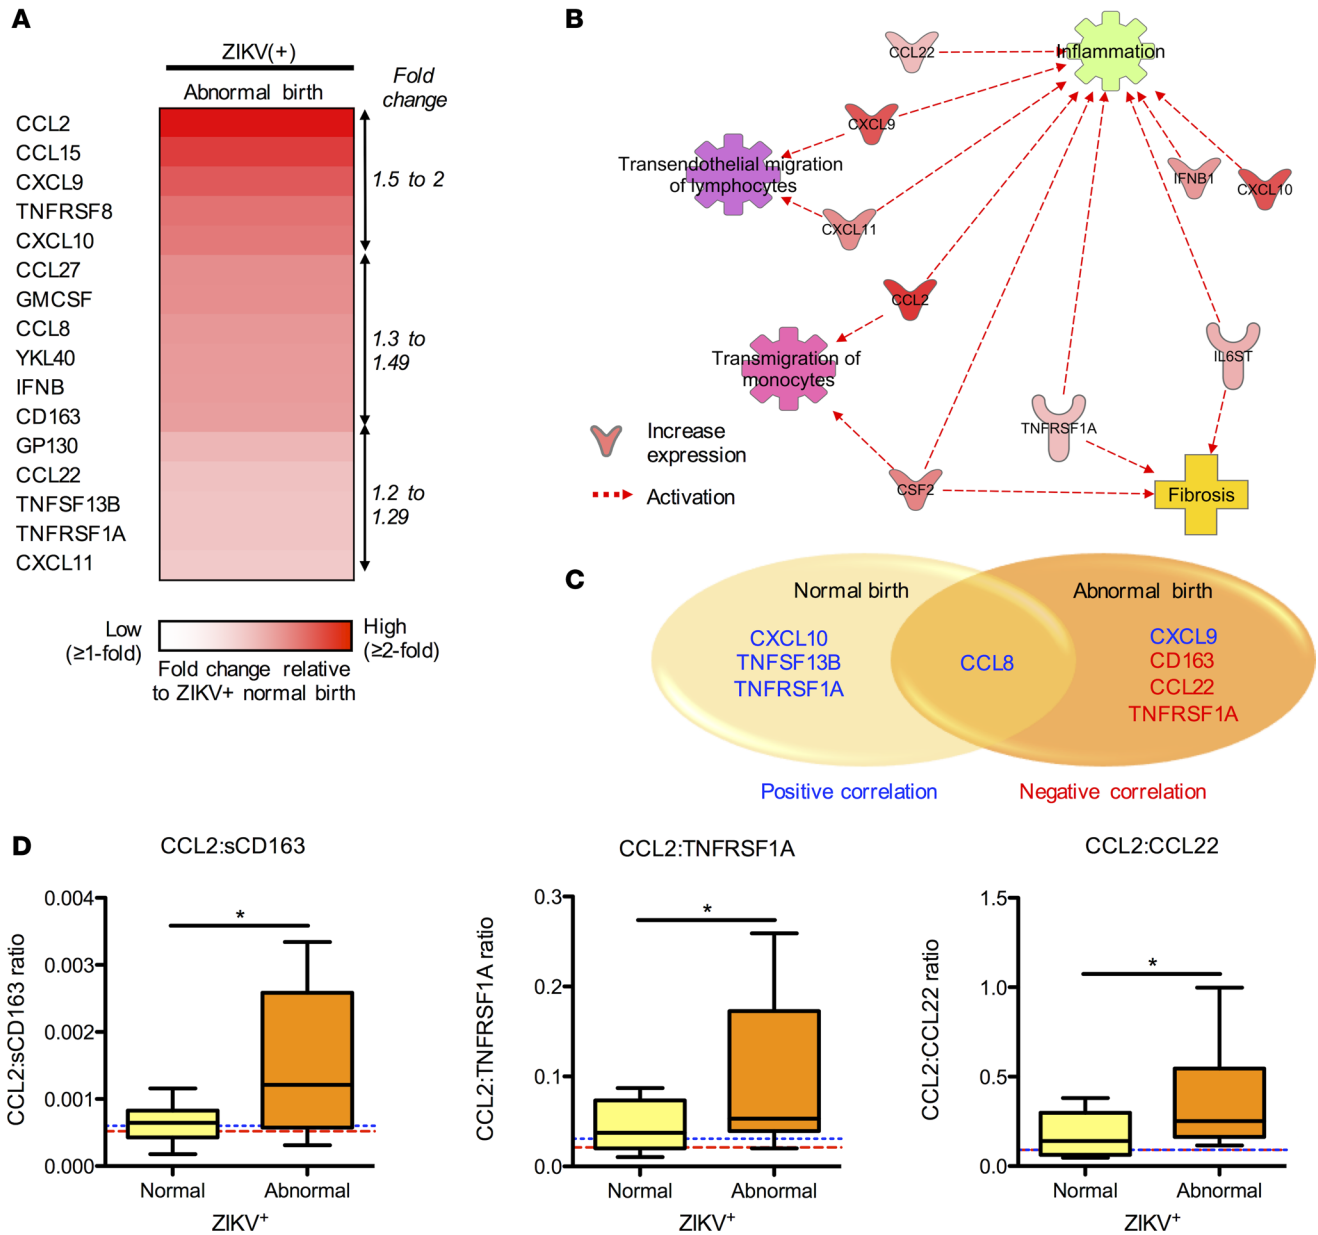 A
ZIKV(+)
Abnormal birth
Fold
change
CCL2
CCL15
CXCL9
TNFRSF8
CXCL10
CCL27
GMCSF
CCL8
YKL40
IFNB
CD163
GP130
CCL22
TNFSF13B
TNFRSF1A
CXCL11
1.5 to 2
1.3 to
1.49
1.2 to
1.29
Low
(≥1-fold)
High
(≥2-fold)
Fold change relative
to ZIKV+ normal birth
B
CCL22
Inflammation
CXCL9
Transendothelial migration
of lymphocytes
IFNB1
CXCL10
CXCL11
CCL2
Transmigration of
monocytes
IL6ST
TNFRSF1A
CSF2
Fibrosis
Increase
expression
Activation
C
Normal birth
Abnormal birth
CXCL10
TNFSF13B
TNFRSF1A
CCL8
CXCL9
CD163
CCL22
TNFRSF1A
Positive correlation
Negative correlation
D
CCL2:sCD163
CCL2:sCD163 ratio
0.004
0.003
0.002
0.001
0.000
*
Normal
Abnormal
ZIKV+
CCL2:TNFRSF1A
CCL2:TNFRSF1A ratio
0.3
0.2
0.1
0.0
*
Normal
Abnormal
ZIKV+
CCL2:CCL22
CCL2:CCL22 ratio
1.5
1.0
0.5
0.0
*
Normal
Abnormal
ZIKV+